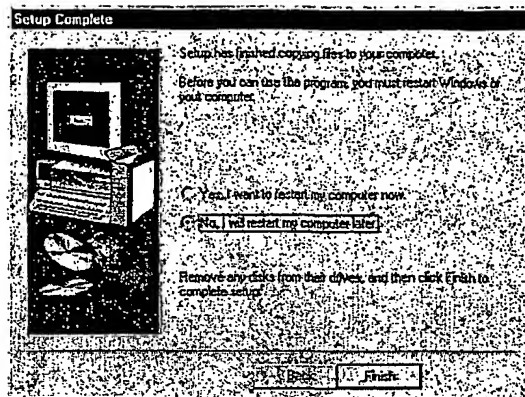 Setup Complete
Setup has finished copying files to your computer.
Before you can use the program, you must restart Windows or
your computer.
Yes, I want to restart my computer now.
No, I will restart my computer later.
Remove any disks from their drives, and then click Finish to
complete setup.
< Back
Finish